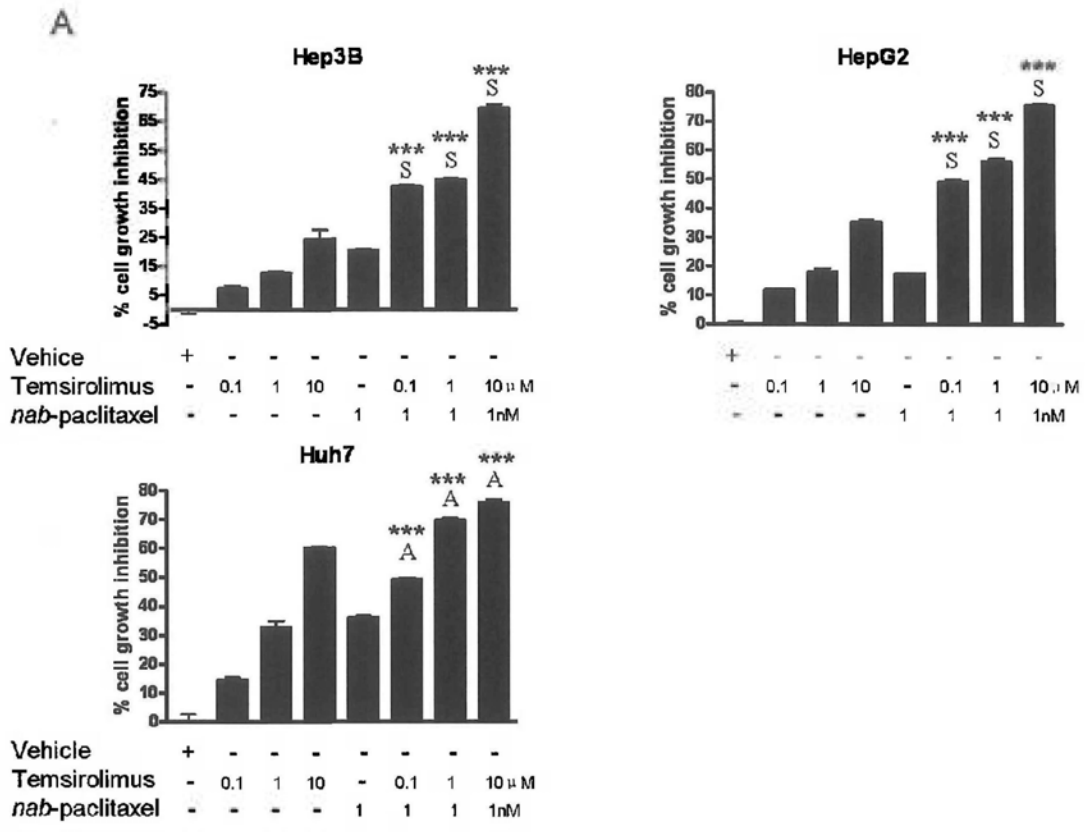 A
Hep3B
% cell growth inhibition
75
65
55
45
35
25
15
5
-5
*** *** ***
S S S
Vehice + - - - - - - -
Temsirolimus - 0.1 1 10 - 0.1 1 10 μ M
nab-paclitaxel - - - - 1 1 1 1nM
HepG2
% cell growth inhibition
80
70
60
50
40
30
20
10
0
*** *** ***
S S S
+ - - - - - - -
- 0.1 1 10 - 0.1 1 10 μ M
- - - - 1 1 1 1nM
Huh7
% cell growth inhibition
80
70
60
50
40
30
20
10
0
*** *** ***
A A A
Vehicle + - - - - - - -
Temsirolimus - 0.1 1 10 - 0.1 1 10 μ M
nab-paclitaxel - - - - 1 1 1 1nM